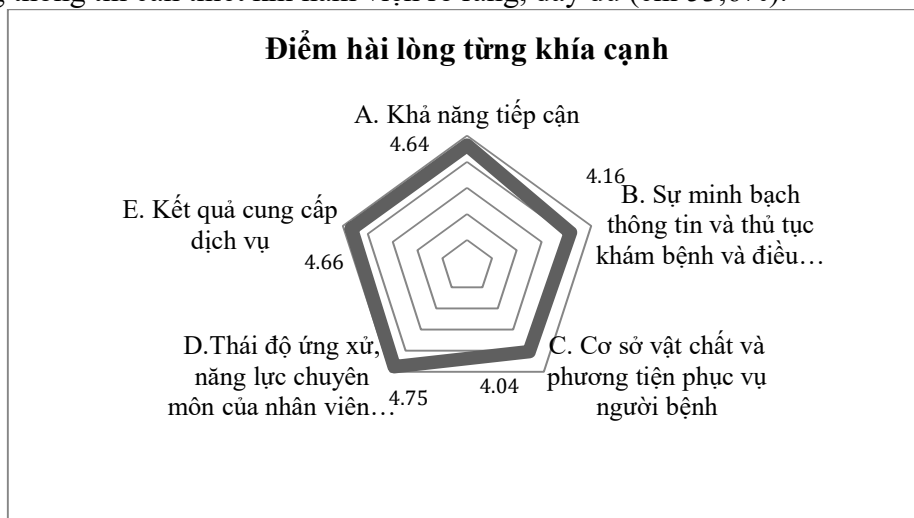 Điểm hài lòng từng khía cạnh
A. Khả năng tiếp cận
4.64
4.16
B. Sự minh bạch
thông tin và thủ tục
khám bệnh và điều…
E. Kết quả cung cấp
dịch vụ
4.66
D.Thái độ ứng xử,
năng lực chuyên
môn của nhân viên…
4.75
4.04
C. Cơ sở vật chất và
phương tiện phục vụ
người bệnh